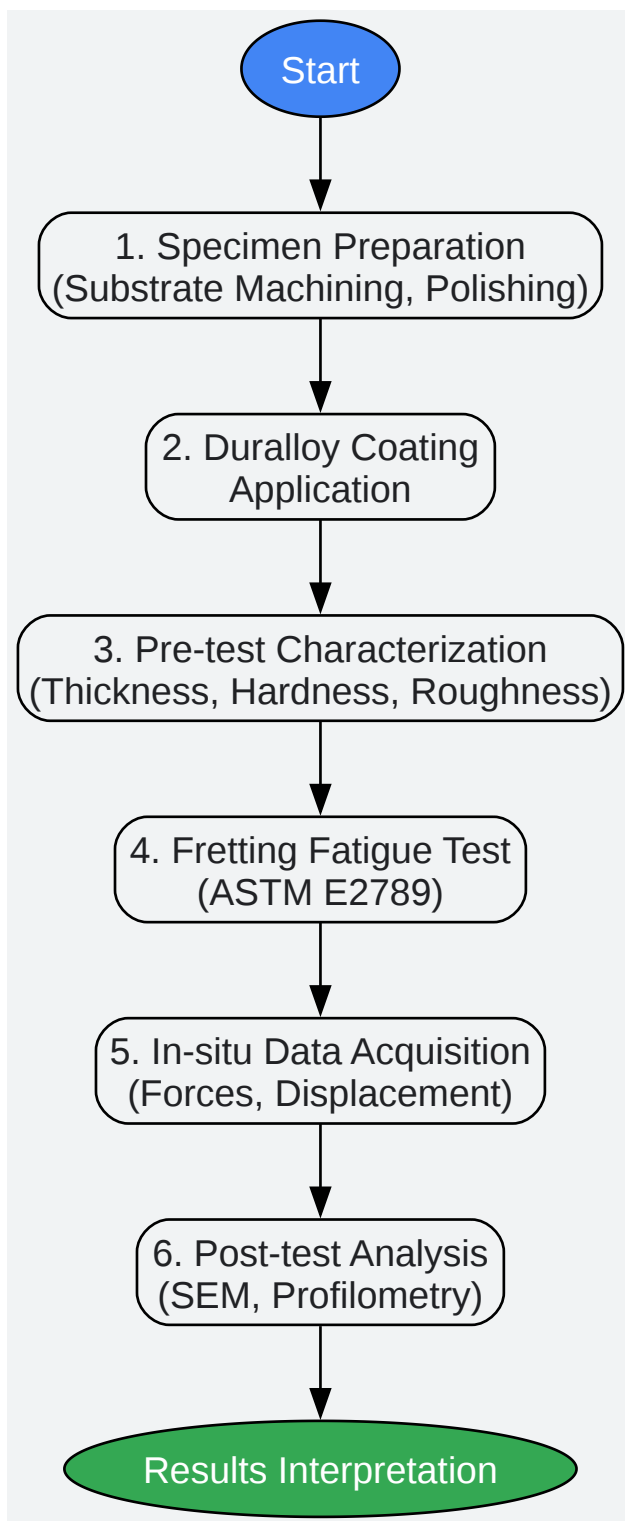 Start
1. Specimen Preparation
(Substrate Machining, Polishing)
2. Duralloy Coating
Application
3. Pre-test Characterization
(Thickness, Hardness, Roughness)
4. Fretting Fatigue Test
(ASTM E2789)
5. In-situ Data Acquisition
(Forces, Displacement)
6. Post-test Analysis
(SEM, Profilometry)
Results Interpretation